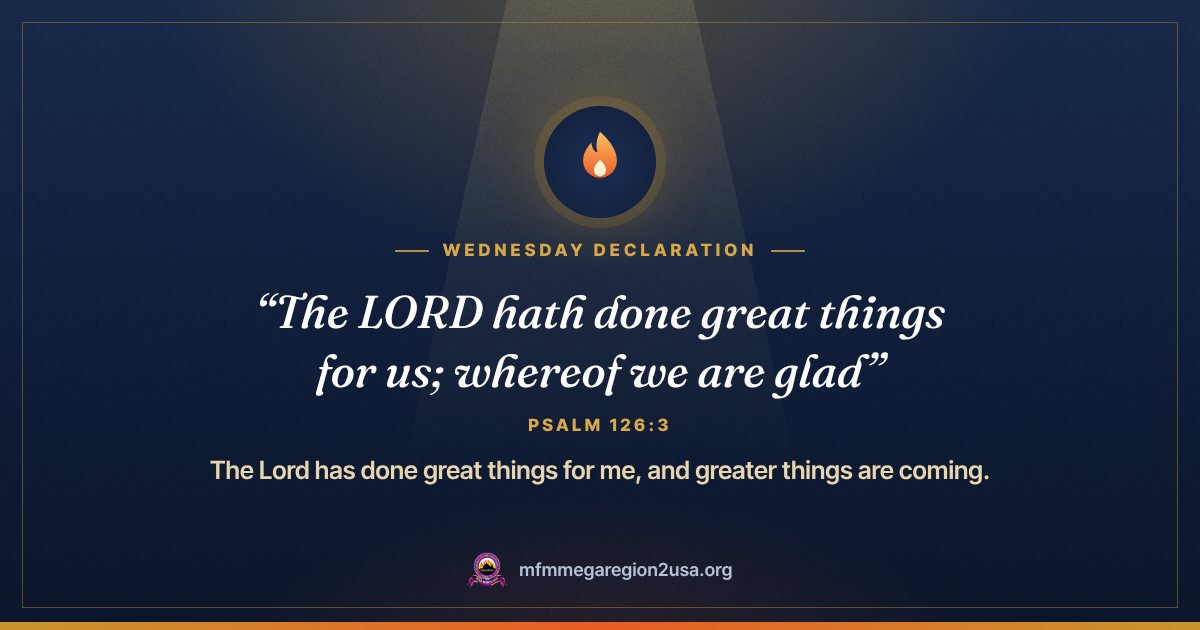 WEDNESDAY DECLARATION
“The LORD hath done great things
for us; whereof we are glad”
PSALM 126:3
The Lord has done great things for me, and greater things are coming.
mfmmegaregion2usa.org